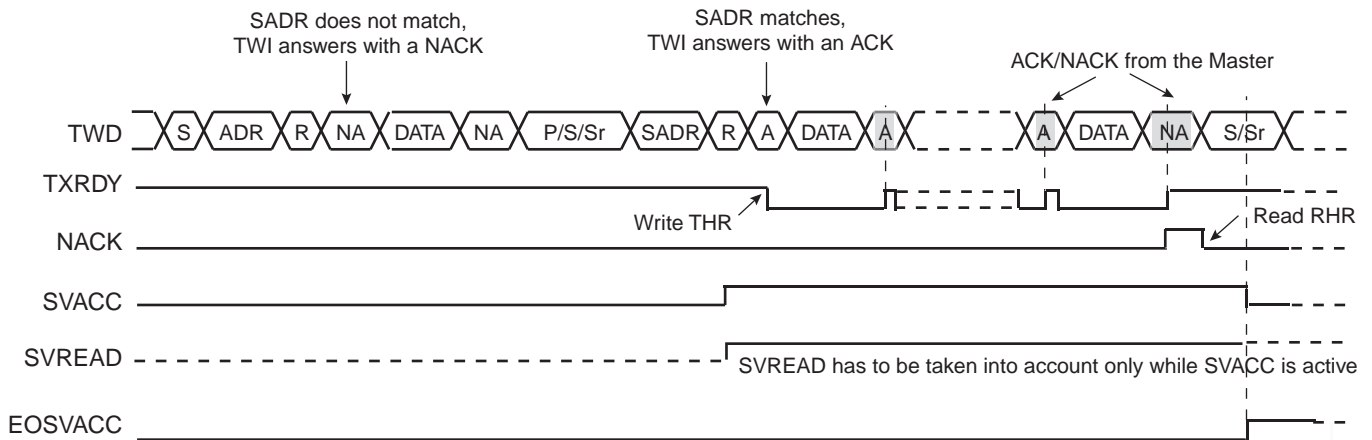 SADR does not match,
TWI answers with a NACK
SADR matches,
TWI answers with an ACK
ACK/NACK from the Master
TWD S ADR R NA DATA NA P/S/Sr SADR R A DATA A A DATA NA S/Sr
TXRDY
Write THR
Read RHR
NACK
SVACC
SVREAD
SVREAD has to be taken into account only while SVACC is active
EOSVACC